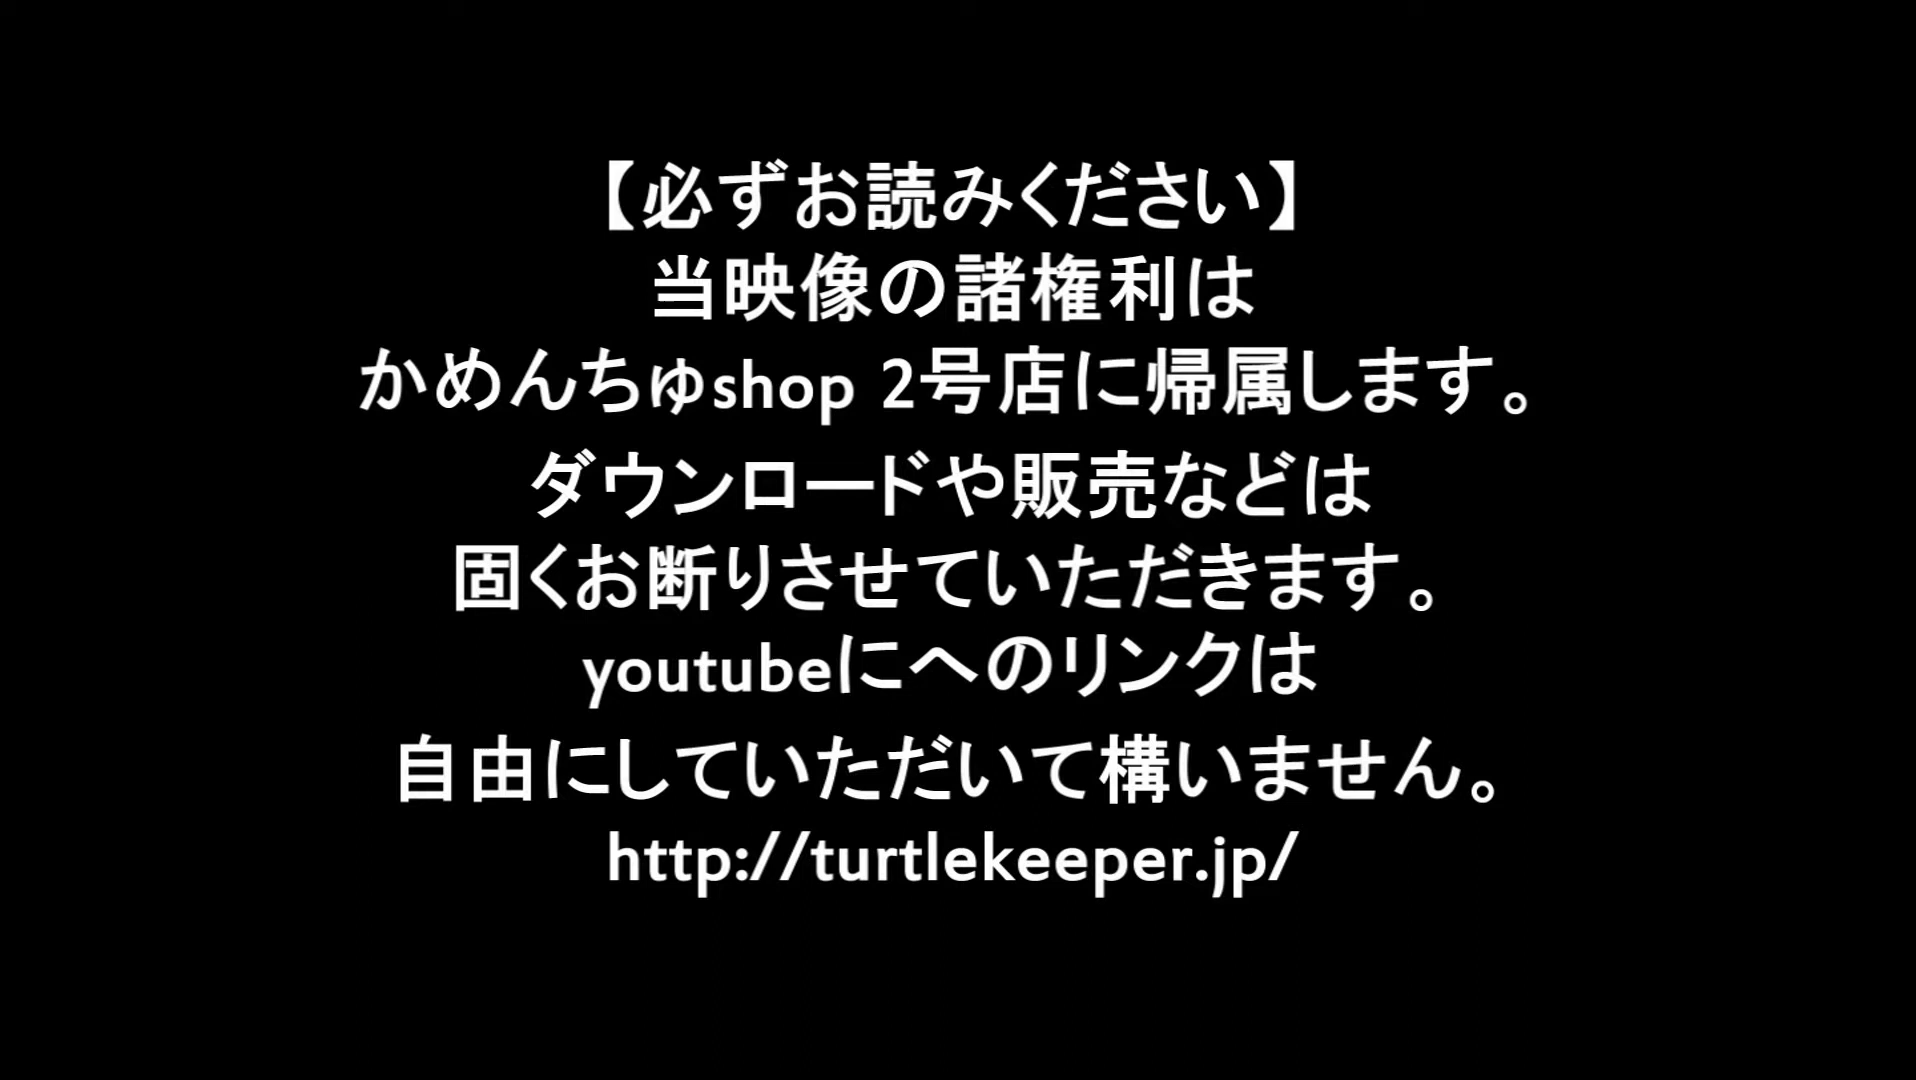 【必ずお読みください】
当映像の諸権利は
かめんちゅshop 2号店に帰属します。
ダウンロードや販売などは
固くお断りさせていただきます。
youtubeにへのリンクは
自由にしていただいて構いません。
http://turtlekeeper.jp/